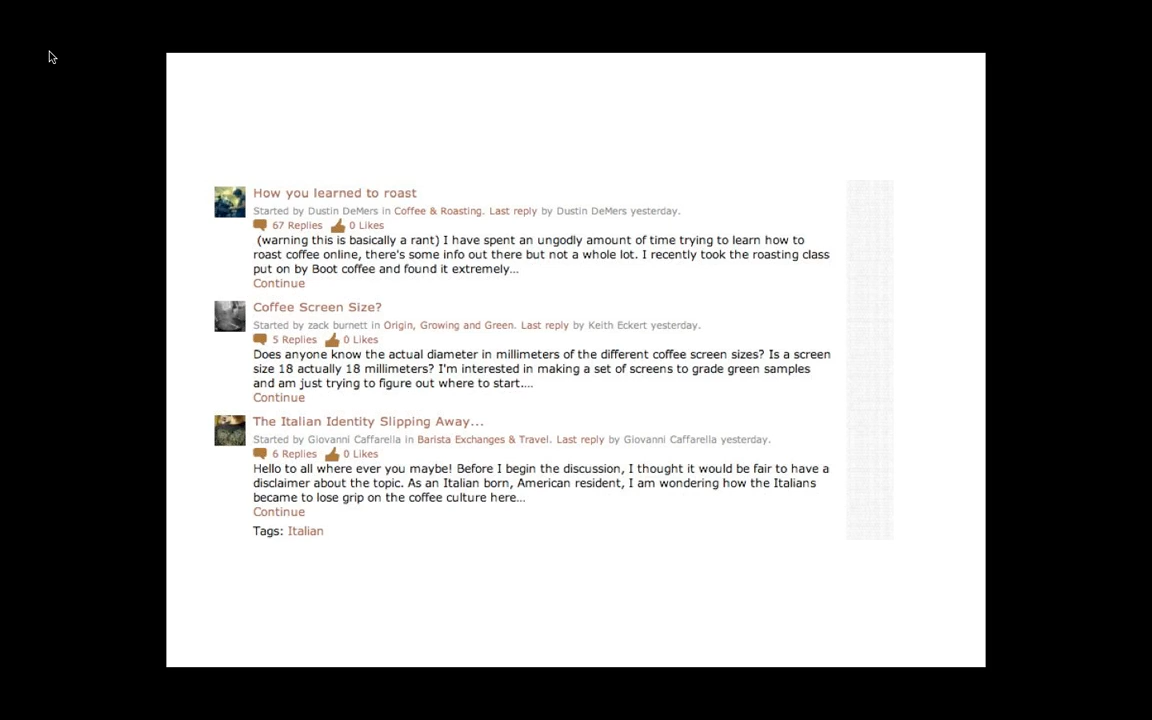 How you learned to roast
Started by Dustin DeMers in Coffee & Roasting. Last reply by Dustin DeMers yesterday.
67 Replies 0 Likes
(warning this is basically a rant) I have spent an ungodly amount of time trying to learn how to
roast coffee online, there's some info out there but not a whole lot. I recently took the roasting class
put on by Boot coffee and found it extremely...
Continue
Coffee Screen Size?
Started by zack burnett in Origin, Growing and Green. Last reply by Keith Eckert yesterday.
5 Replies 0 Likes
Does anyone know the actual diameter in millimeters of the different coffee screen sizes? Is a screen
size 18 actually 18 millimeters? I'm interested in making a set of screens to grade green samples
and am just trying to figure out where to start....
Continue
The Italian Identity Slipping Away...
Started by Giovanni Caffarella in Barista Exchanges & Travel. Last reply by Giovanni Caffarella yesterday.
6 Replies 0 Likes
Hello to all where ever you maybe! Before I begin the discussion, I thought it would be fair to have a
disclaimer about the topic. As an Italian born, American resident, I am wondering how the Italians
became to lose grip on the coffee culture here...
Continue
Tags: Italian